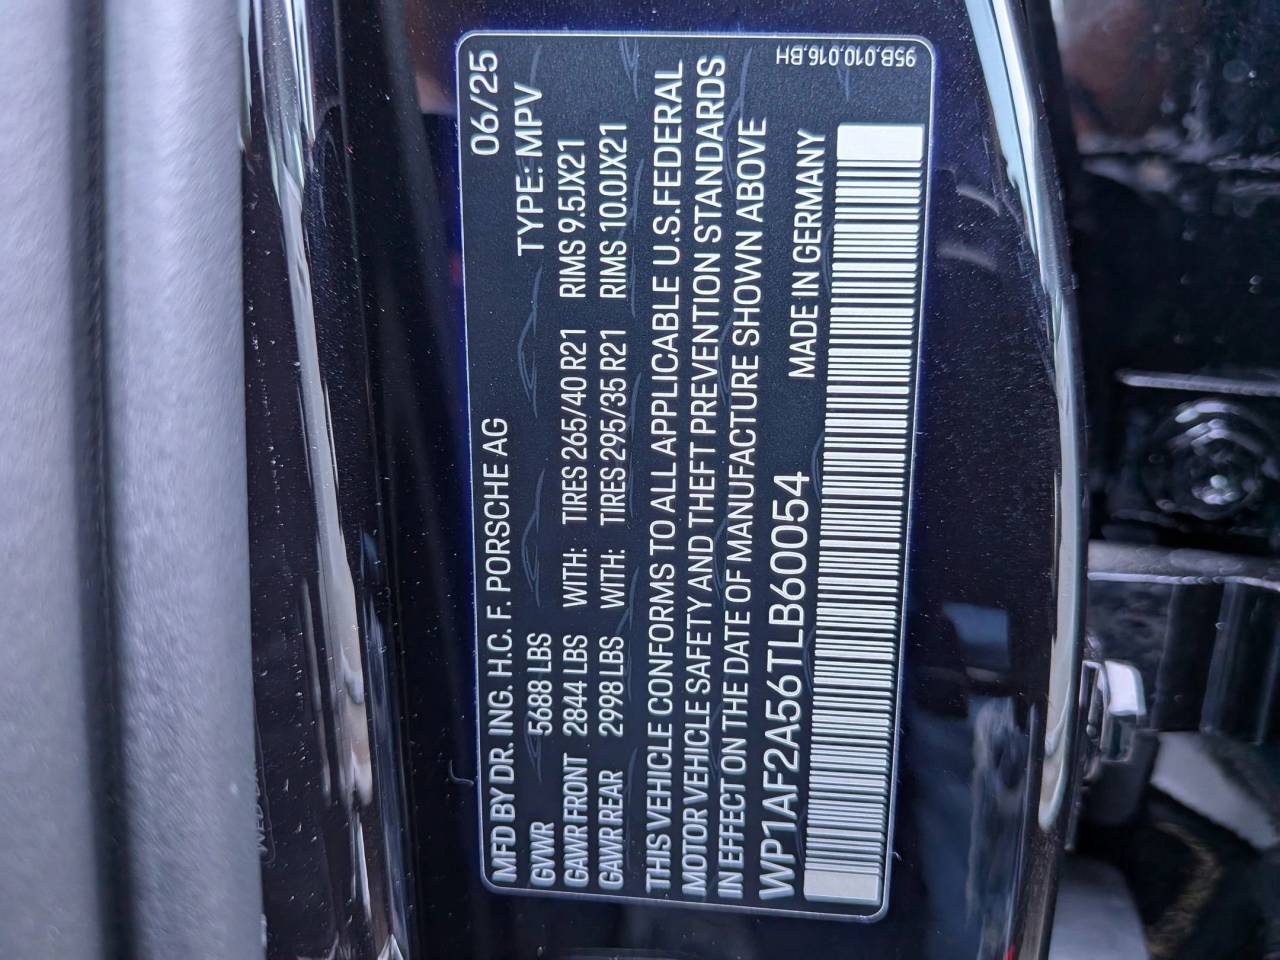 MFD BY DR. ING. H.C. F. PORSCHE AG 06/25
GVWR 5688 LBS TYPE: MPV
GAWR FRONT 2844 LBS WITH: TIRES 265/40 R21 RIMS 9.5JX21
GAWR REAR 2998 LBS WITH: TIRES 295/35 R21 RIMS 10.0JX21
THIS VEHICLE CONFORMS TO ALL APPLICABLE U.S.FEDERAL
MOTOR VEHICLE SAFETY AND THEFT PREVENTION STANDARDS
IN EFFECT ON THE DATE OF MANUFACTURE SHOWN ABOVE
WP1AF2A56TLB60054 MADE IN GERMANY
95B.010.016.BH